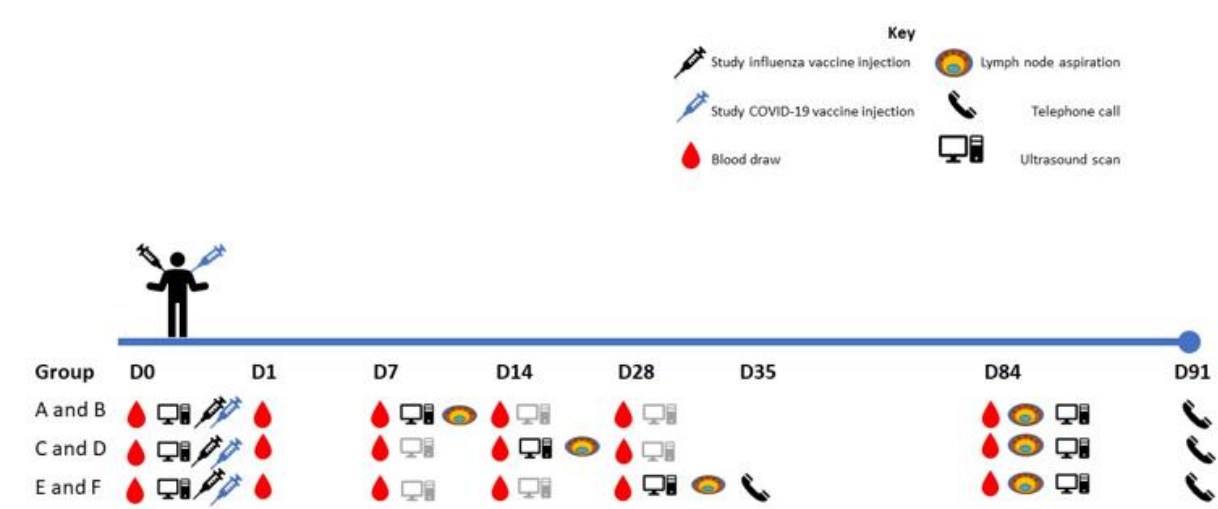 Key
Study influenza vaccine injection Lymph node aspiration
Study COVID-19 vaccine injection Telephone call
Blood draw Ultrasound scan
Group D0 D1 D7 D14 D28 D35 D84 D91
A and B
C and D
E and F